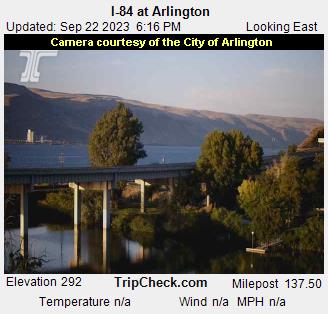 I-84 at Arlington
Updated: Sep 22 2023 6:16 PM Looking East
Camera courtesy of the City of Arlington
Elevation 292 TripCheck.com Milepost 137.50
Temperature n/a Wind n/a MPH n/a